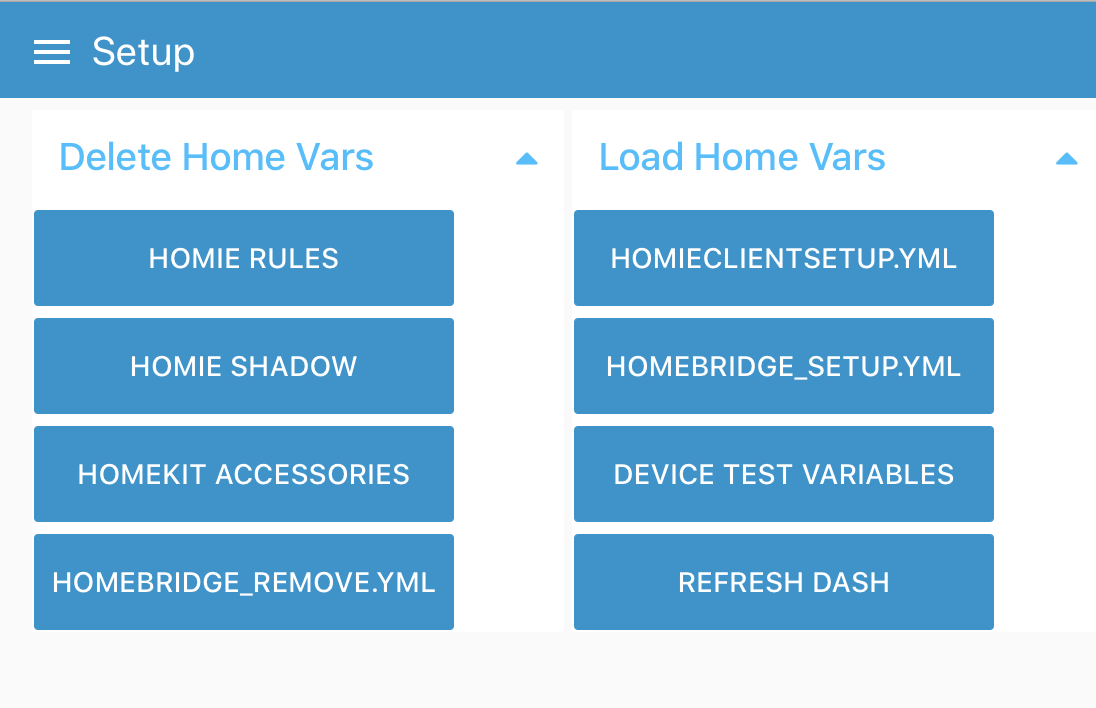 Setup
Delete Home Vars
HOMIE RULES
HOMIE SHADOW
HOMEKIT ACCESSORIES
HOMEBRIDGE_REMOVE.YML
Load Home Vars
HOMIECLIENTSETUP.YML
HOMEBRIDGE_SETUP.YML
DEVICE TEST VARIABLES
REFRESH DASH